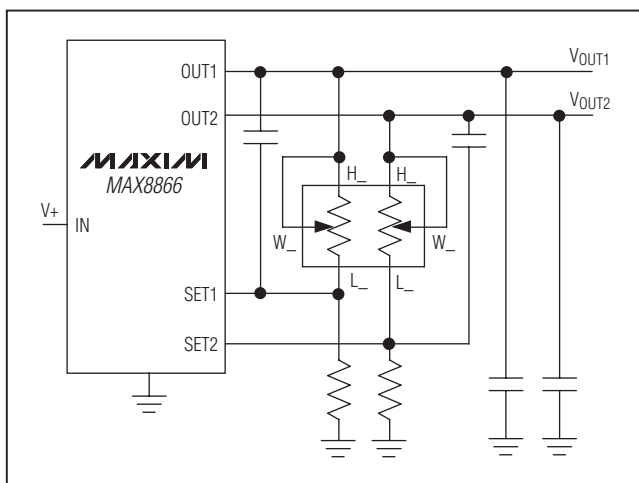 OUT1
VOUT1
OUT2
VOUT2
MAXIM
MAX8866
H_ H_
V+
IN
W_ W_
L_ L_
SET1
SET2